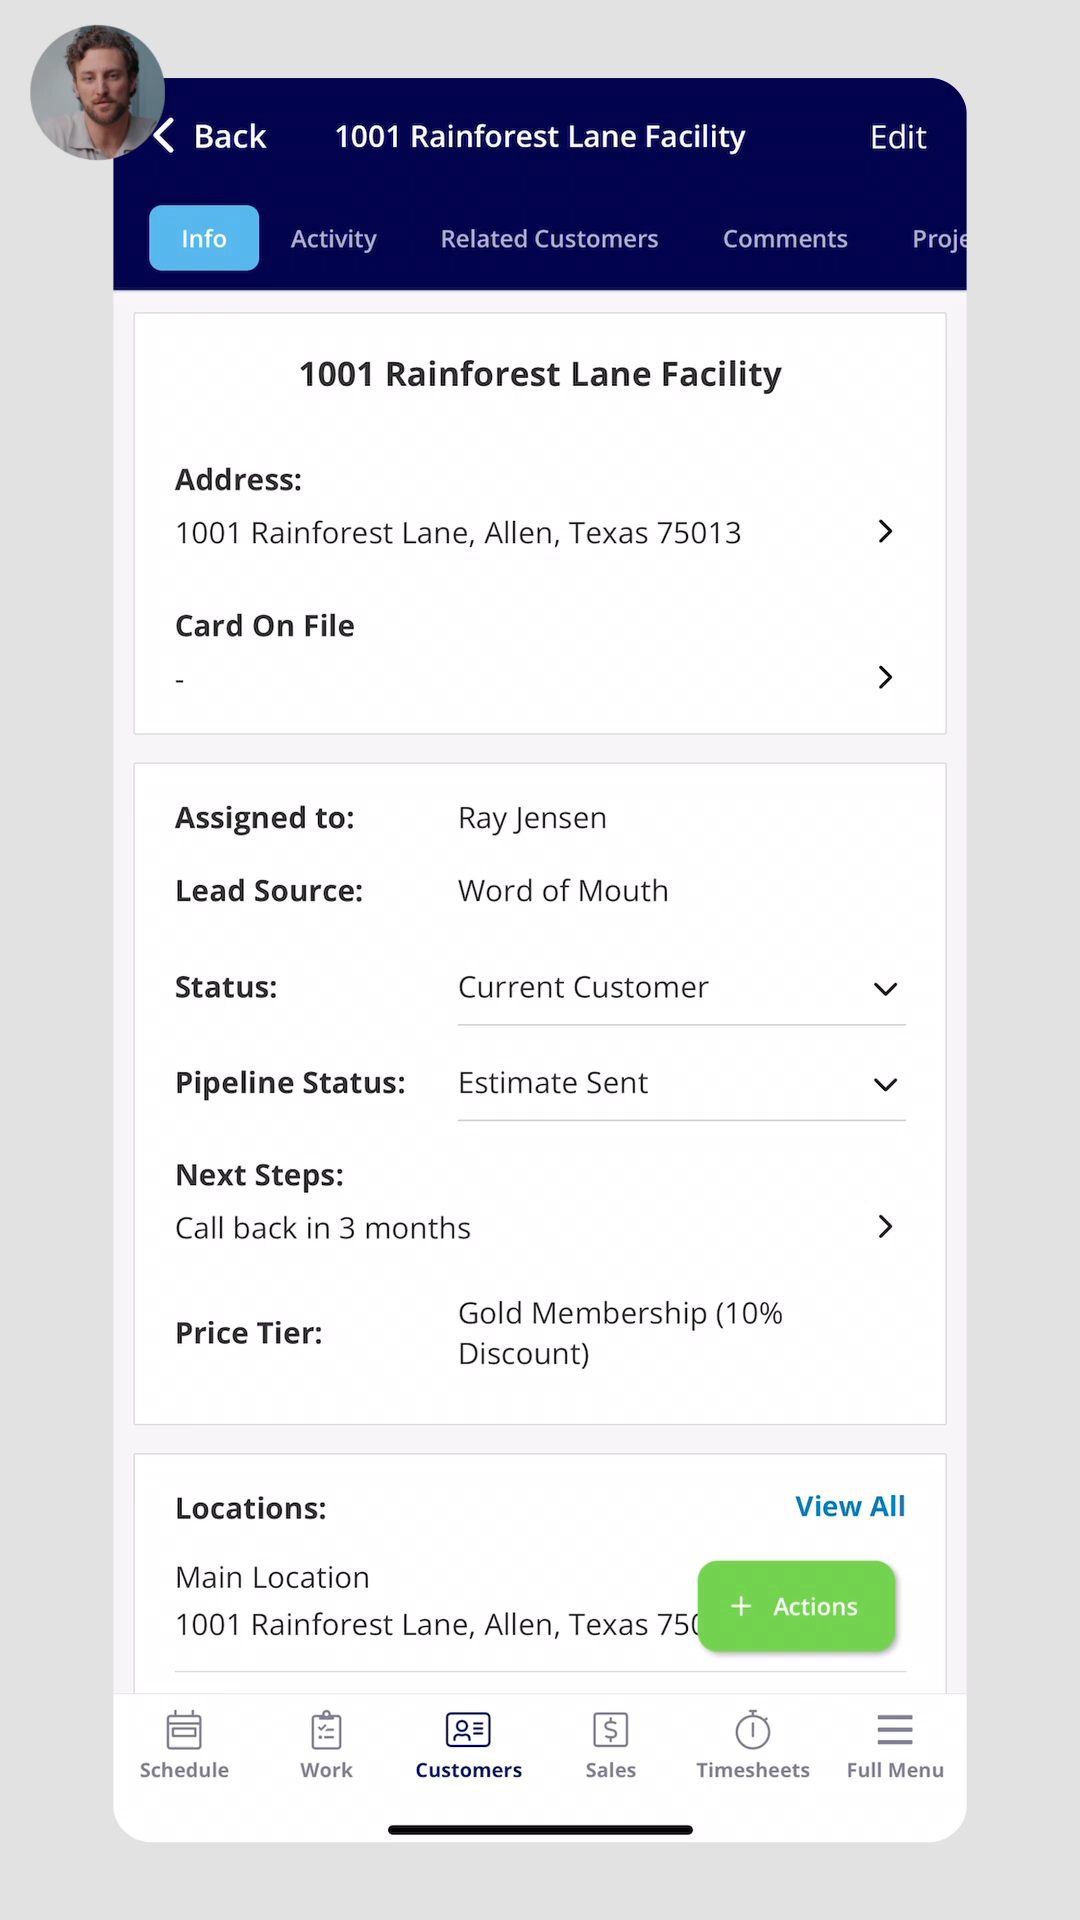 Back 1001 Rainforest Lane Facility Edit
Info Activity Related Customers Comments Proje
1001 Rainforest Lane Facility
Address:
1001 Rainforest Lane, Allen, Texas 75013
Card On File
-
Assigned to: Ray Jensen
Lead Source: Word of Mouth
Status: Current Customer
Pipeline Status: Estimate Sent
Next Steps:
Call back in 3 months
Price Tier: Gold Membership (10%
Discount)
Locations: View All
Main Location
1001 Rainforest Lane, Allen, Texas 750
+ Actions
Schedule Work Customers Sales Timesheets Full Menu